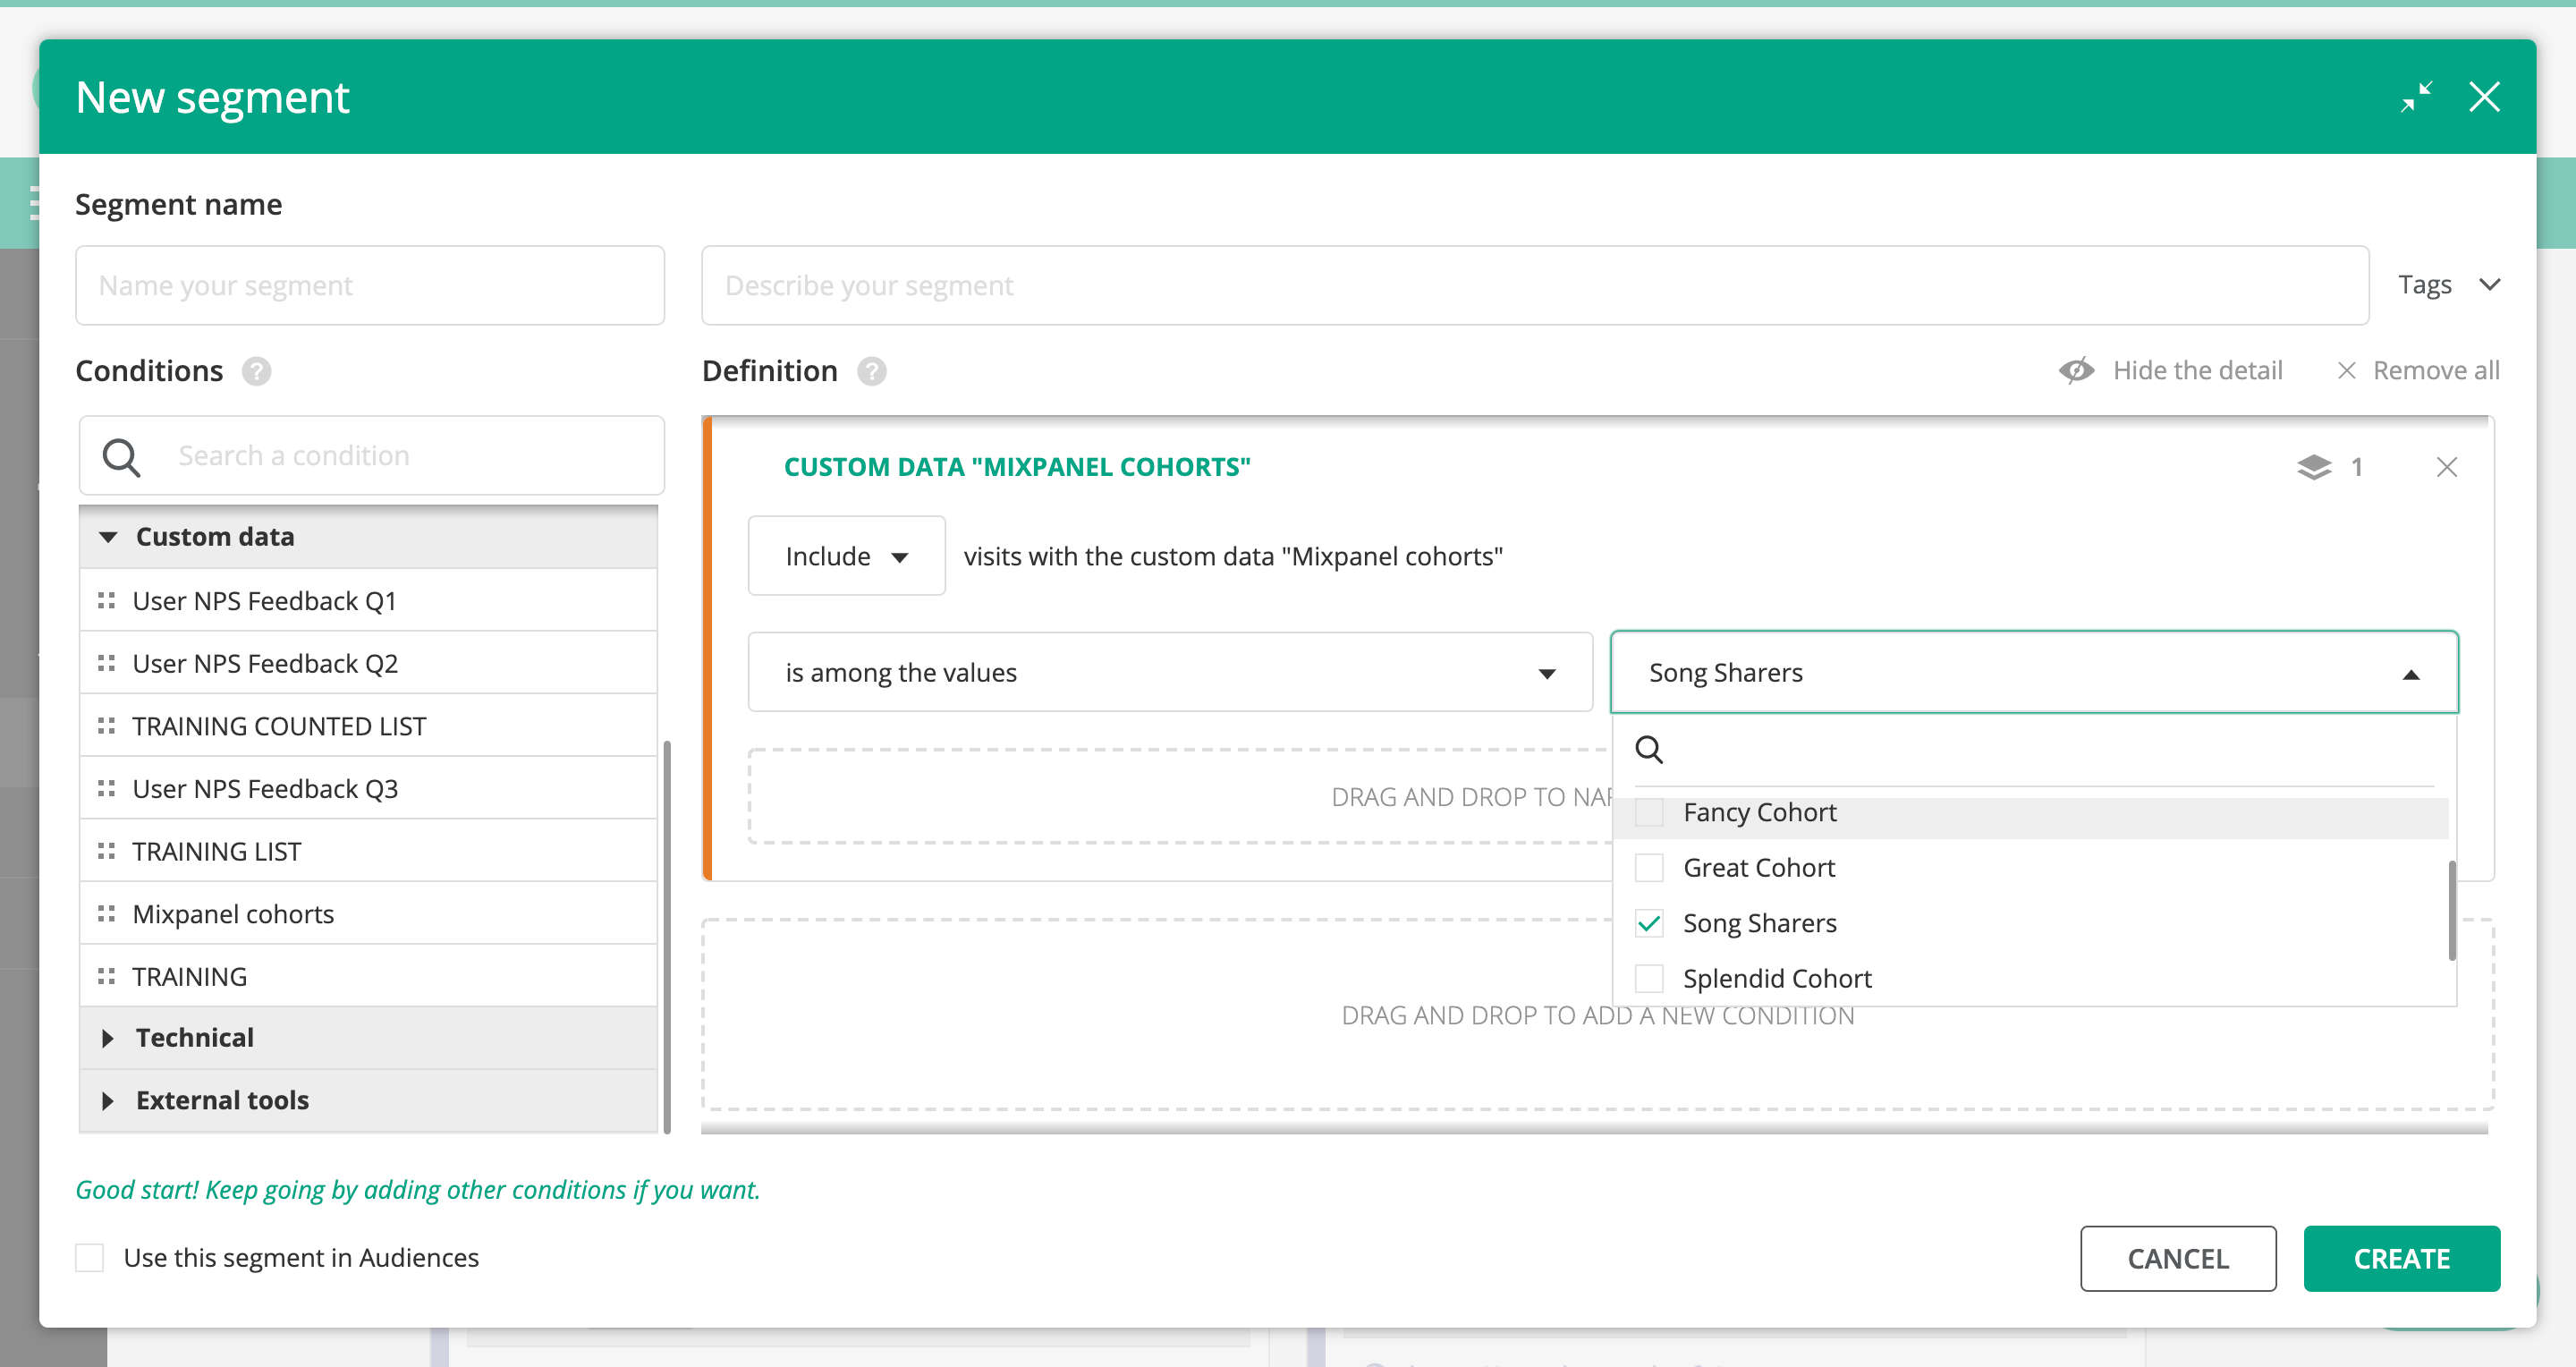 New segment
Segment name
Name your segment
Describe your segment
Tags
Conditions ?
Definition ?
Hide the detail
Remove all
Search a condition
Custom data
User NPS Feedback Q1
User NPS Feedback Q2
TRAINING COUNTED LIST
User NPS Feedback Q3
TRAINING LIST
Mixpanel cohorts
TRAINING
Technical
External tools
CUSTOM DATA "MIXPANEL COHORTS"
1
Include
visits with the custom data "Mixpanel cohorts"
is among the values
Song Sharers
DRAG AND DROP TO
Fancy Cohort
Great Cohort
Song Sharers
Splendid Cohort
DRAG AND DROP TO ADD A NEW CONDITION
Good start! Keep going by adding other conditions if you want.
Use this segment in Audiences
CANCEL
CREATE